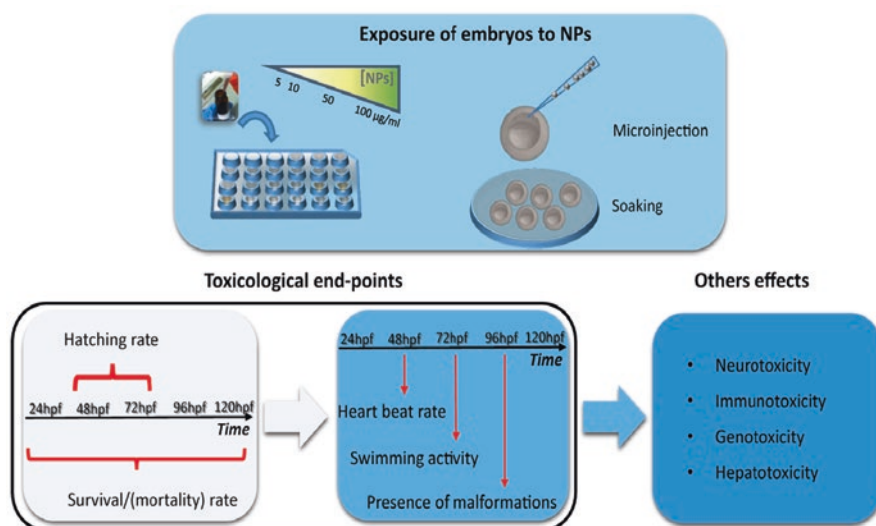 Exposure of embryos to NPs
[NPs]
5 10 50 100 µg/ml
Microinjection
Soaking
Toxicological end-points
Others effects
Hatching rate
24hpf 48hpf 72hpf 96hpf 120hpf
Time
Survival/(mortality) rate
24hpf 48hpf 72hpf 96hpf 120hpf
Time
Heart beat rate
Swimming activity
Presence of malformations
• Neurotoxicity
• Immunotoxicity
• Genotoxicity
• Hepatotoxicity